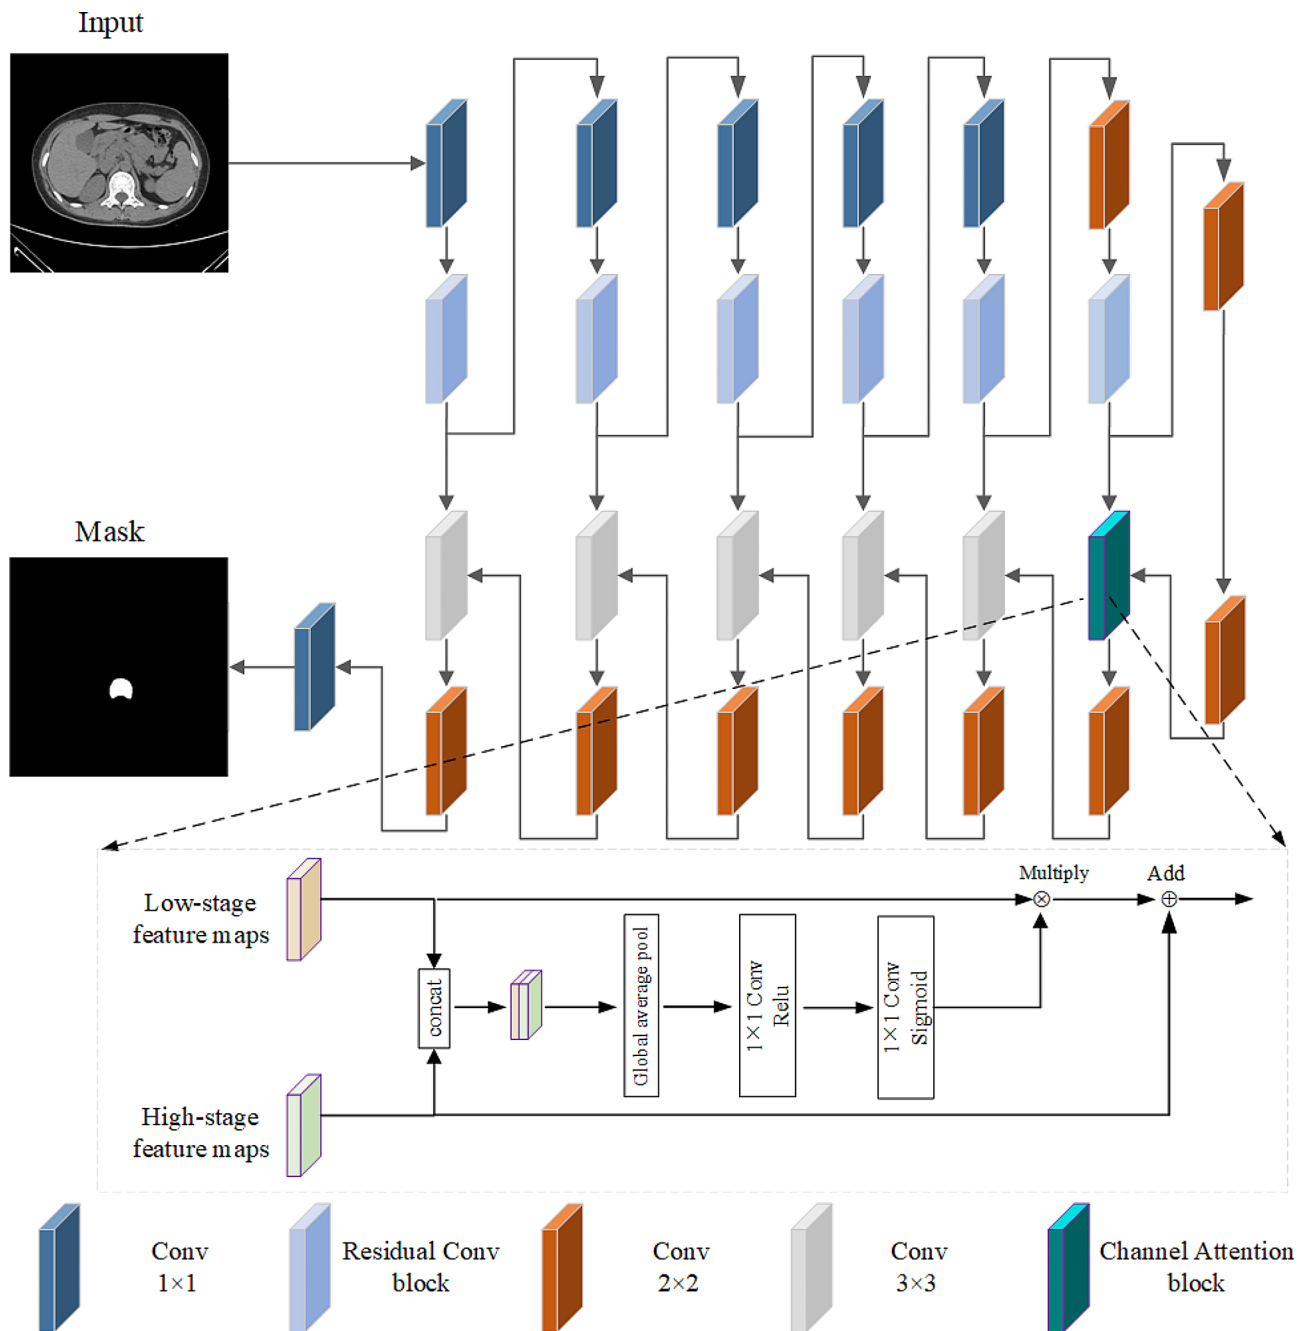 Input
Mask
Multiply
Add
Low-stage
feature maps
concat
Global average pool
1×1 Conv
Relu
1×1 Conv
Sigmoid
High-stage
feature maps
Conv
1×1
Residual Conv
block
Conv
2×2
Conv
3×3
Channel Attention
block